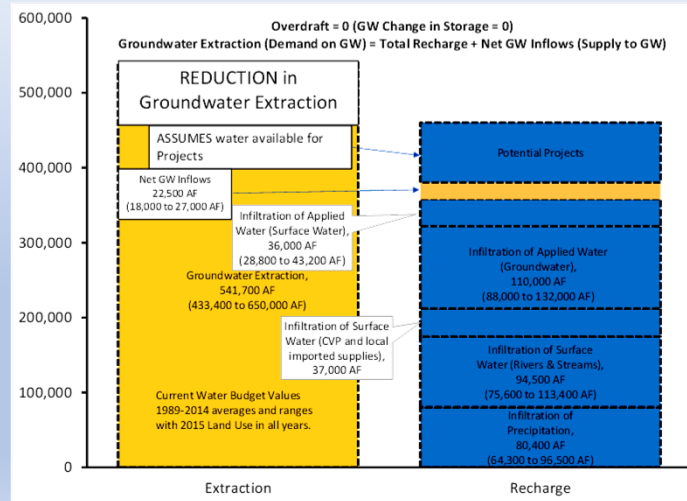 Overdraft = 0 (GW Change in Storage = 0)
Groundwater Extraction (Demand on GW) = Total Recharge + Net GW Inflows (Supply to GW)
600,000
500,000
400,000
300,000
200,000
100,000
0
REDUCTION in
Groundwater Extraction
ASSUMES water available for
Projects
Net GW Inflows
22,500 AF
(18,000 to 27,000 AF)
Infiltration of Applied
Water (Surface Water),
36,000 AF
(28,800 to 43,200 AF)
Groundwater Extraction,
541,700 AF
(433,400 to 650,000 AF)
Infiltration of Surface
Water (CVP and local
imported supplies),
37,000 AF
Current Water Budget Values
1989-2014 averages and ranges
with 2015 Land Use in all years.
Potential Projects
Infiltration of Applied Water
(Groundwater),
110,000 AF
(88,000 to 132,000 AF)
Infiltration of Surface
Water (Rivers & Streams),
94,500 AF
(75,600 to 113,400 AF)
Infiltration of
Precipitation,
80,400 AF
(64,300 to 96,500 AF)
Extraction
Recharge